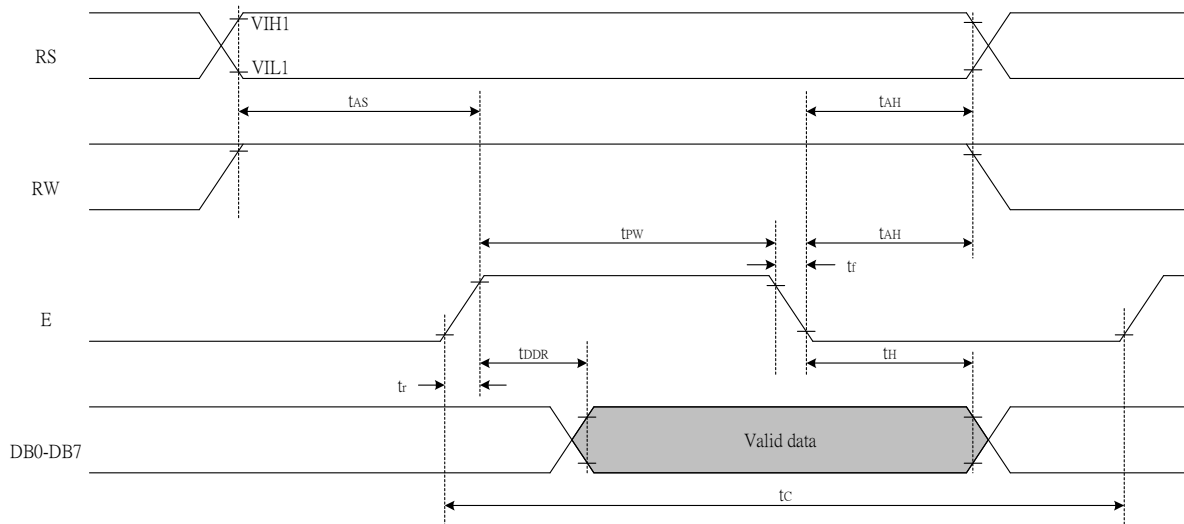 VIH1
RS
VIL1
tAS
tAH
RW
tPW
tAH
tf
E
tDDR
tH
tr
Valid data
DB0-DB7
tC